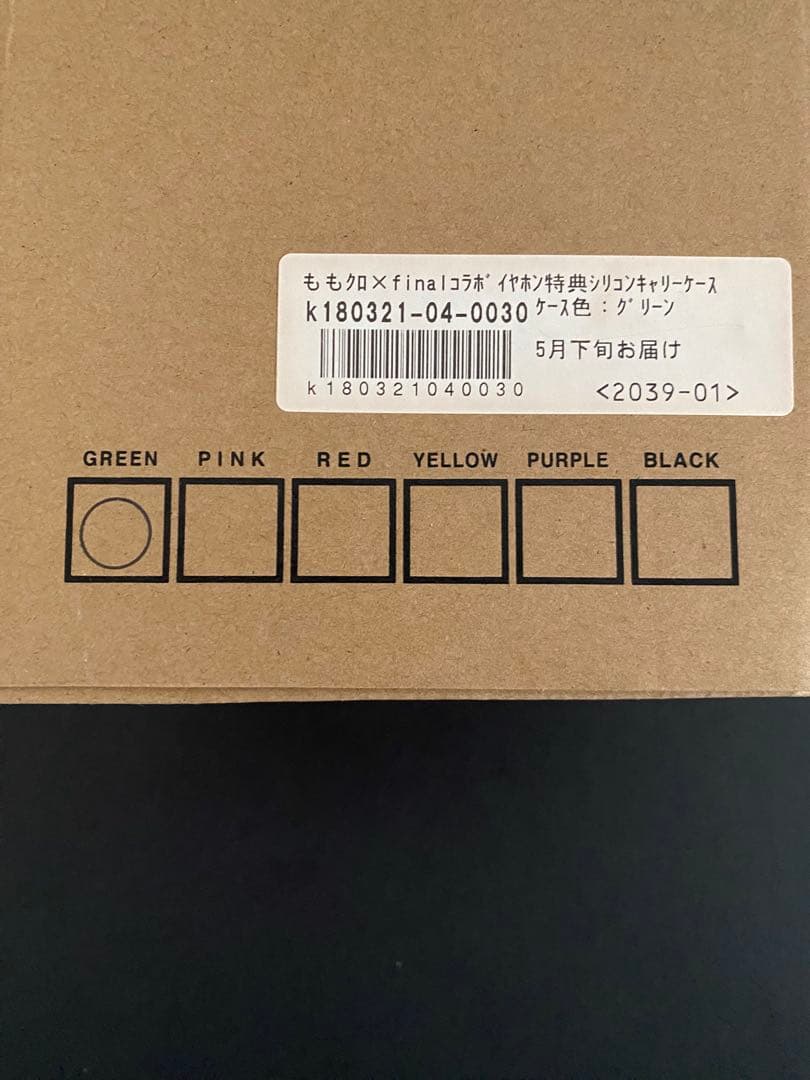 ももクロ×finalコラボイヤホン特典シリコンキャリーケース
k180321-04-0030 ケース色：グリーン
5月下旬お届け
k180321040030 <2039-01>
GREEN PINK RED YELLOW PURPLE BLACK